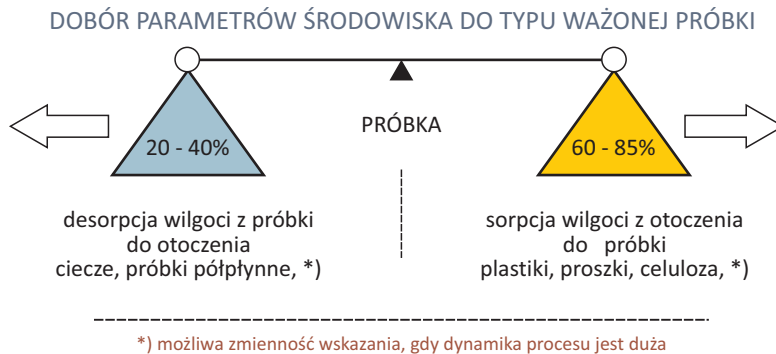 DOBÓR PARAMETRÓW ŚRODOWISKA DO TYPU WAŻONEJ PRÓBKI
20 - 40%
PRÓBKA
60 - 85%
desorpcja wilgoci z próbki
do otoczenia
ciecze, próbki półpłynne, *)
sorpcja wilgoci z otoczenia
do próbki
plastiki, proszki, celuloza, *)
*) możliwa zmienność wskazania, gdy dynamika procesu jest duża